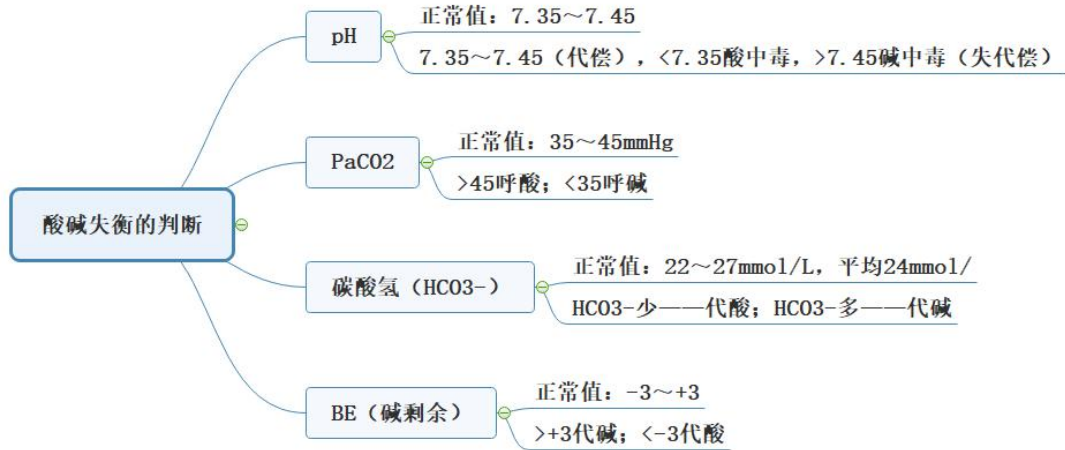 酸碱失衡的判断
pH
正常值：7.35～7.45
7.35～7.45（代偿），<7.35酸中毒，>7.45碱中毒（失代偿）
PaCO2
正常值：35～45mmHg
>45呼酸；<35呼碱
碳酸氢（HCO3-）
正常值：22～27mmol/L，平均24mmol/
HCO3-少——代酸；HCO3-多——代碱
BE（碱剩余）
正常值：-3～+3
>+3代碱；<-3代酸